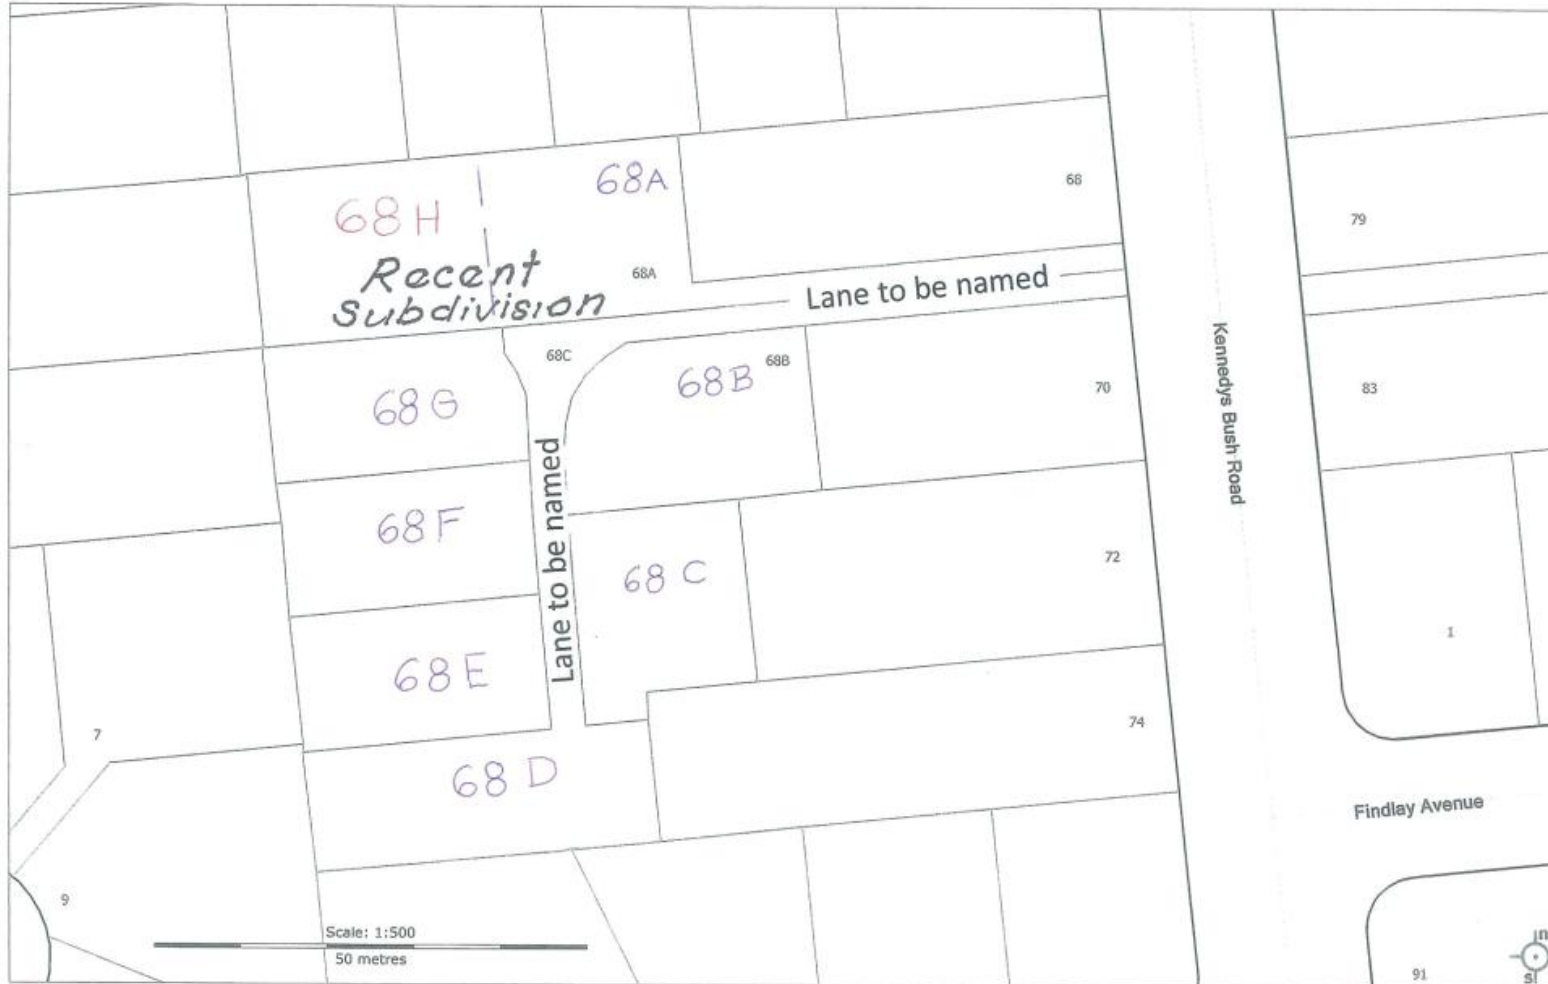 68A
68
68H
79
Recent
68A
Subdivision
Lane to be named
68C
68B
68B
70
83
68G
Kennedys Bush Road
Lane to be named
68F
72
68C
1
68E
7
74
68D
Findlay Avenue
9
Scale: 1:500
50 metres
91
n
s